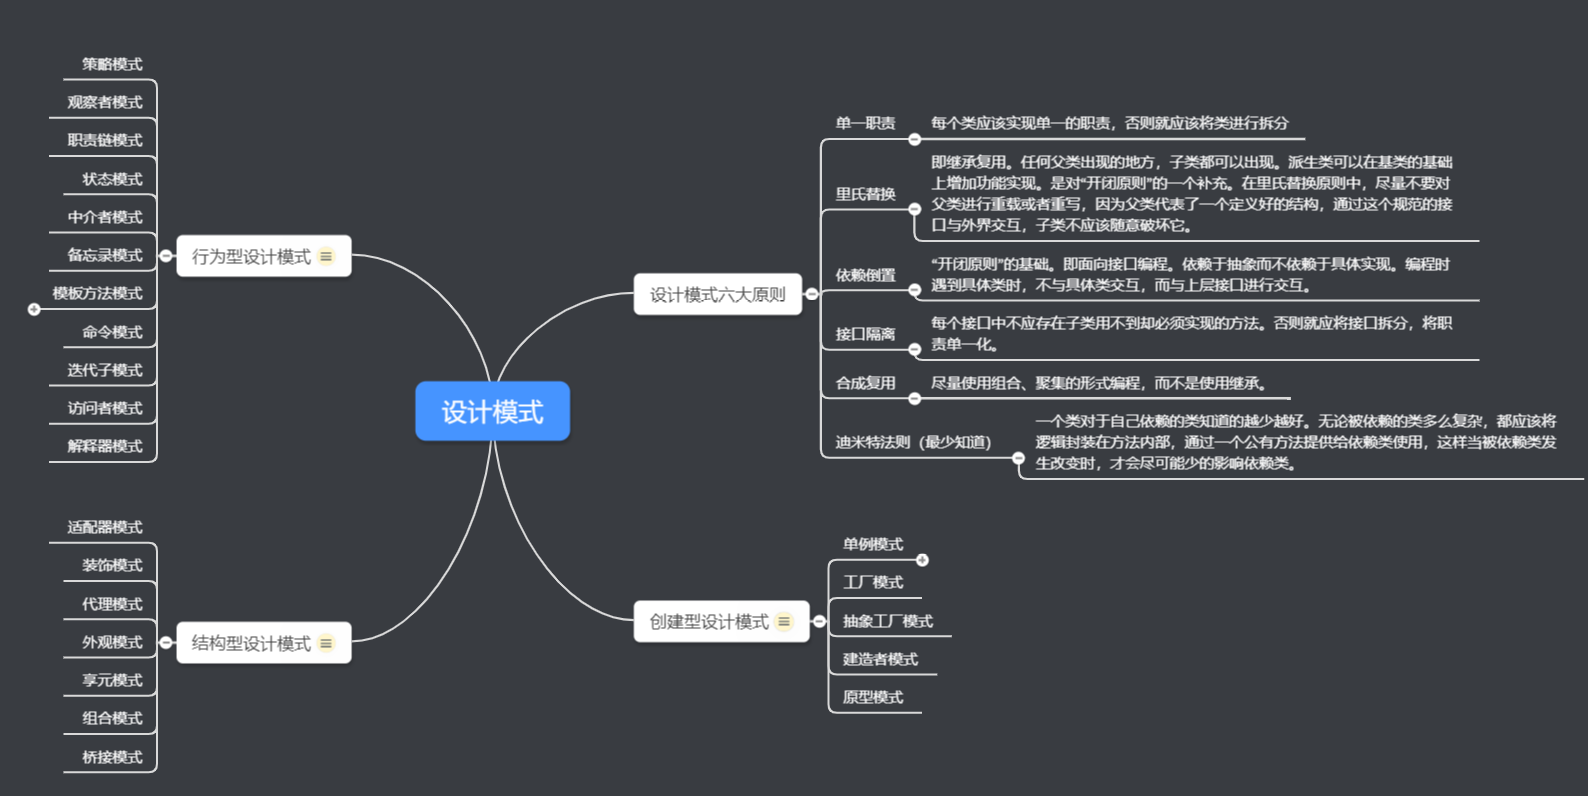 设计模式
设计模式六大原则
单一职责
每个类应该实现单一的职责，否则就应该将类进行拆分
里氏替换
即继承复用。任何父类出现的地方，子类都可以出现。派生类可以在基类的基础
上增加功能实现。是对“开闭原则”的一个补充。在里氏替换原则中，尽量不要对
父类进行重载或者重写，因为父类代表了一个定义好的结构，通过这个规范的接
口与外界交互，子类不应该随意破坏它。
依赖倒置
“开闭原则”的基础。即面向接口编程。依赖于抽象而不依赖于具体实现。编程时
遇到具体类时，不与具体类交互，而与上层接口进行交互。
接口隔离
每个接口中不应存在子类用不到却必须实现的方法。否则就应将接口拆分，将职
责单一化。
合成复用
尽量使用组合、聚集的形式编程，而不是使用继承。
迪米特法则（最少知道）
一个类对于自己依赖的类知道的越少越好。无论被依赖的类多么复杂，都应该将
逻辑封装在方法内部，通过一个公有方法提供给依赖类使用，这样当被依赖类发
生改变时，才会尽可能少的影响依赖类。
创建型设计模式
单例模式
工厂模式
抽象工厂模式
建造者模式
原型模式
行为型设计模式
策略模式
观察者模式
职责链模式
状态模式
中介者模式
备忘录模式
模板方法模式
命令模式
迭代子模式
访问者模式
解释器模式
结构型设计模式
适配器模式
装饰模式
代理模式
外观模式
享元模式
组合模式
桥接模式